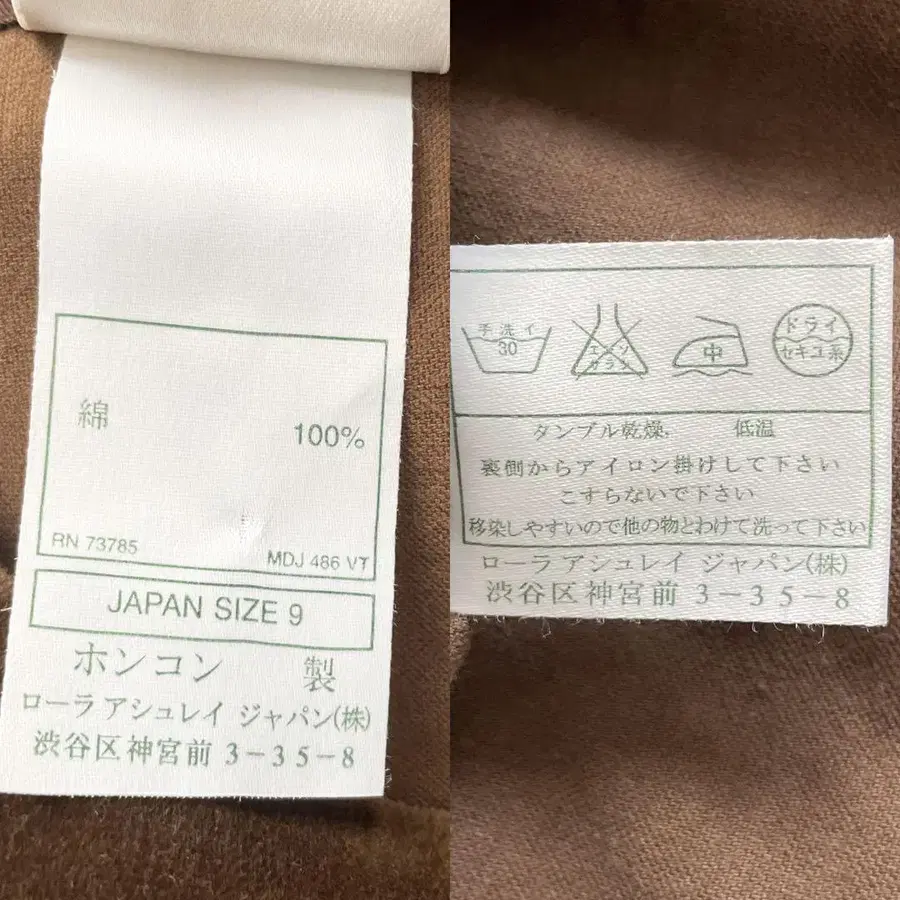 綿
100%
RN 73785
MDJ 486 VT
JAPAN SIZE 9
ホンコン 製
ローラ アシュレイ ジャパン(株)
渋谷区神宮前 3-35-8
手洗イ
30
エンソ
サラシ
中
ドライ
セキユ系
タンブル乾燥, 低温
裏側からアイロン掛けして下さい
こすらないで下さい
移染しやすいので他の物とわけて洗って下さい
ローラ アシュレイ ジャパン(株)
渋谷区神宮前 3-35-8